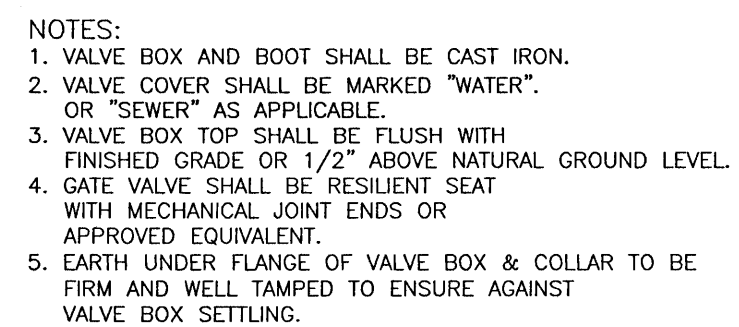 NOTES:
1. VALVE BOX AND BOOT SHALL BE CAST IRON.
2. VALVE COVER SHALL BE MARKED "WATER".
OR "SEWER" AS APPLICABLE.
3. VALVE BOX TOP SHALL BE FLUSH WITH
FINISHED GRADE OR 1/2" ABOVE NATURAL GROUND LEVEL.
4. GATE VALVE SHALL BE RESILIENT SEAT
WITH MECHANICAL JOINT ENDS OR
APPROVED EQUIVALENT.
5. EARTH UNDER FLANGE OF VALVE BOX & COLLAR TO BE
FIRM AND WELL TAMPED TO ENSURE AGAINST
VALVE BOX SETTLING.